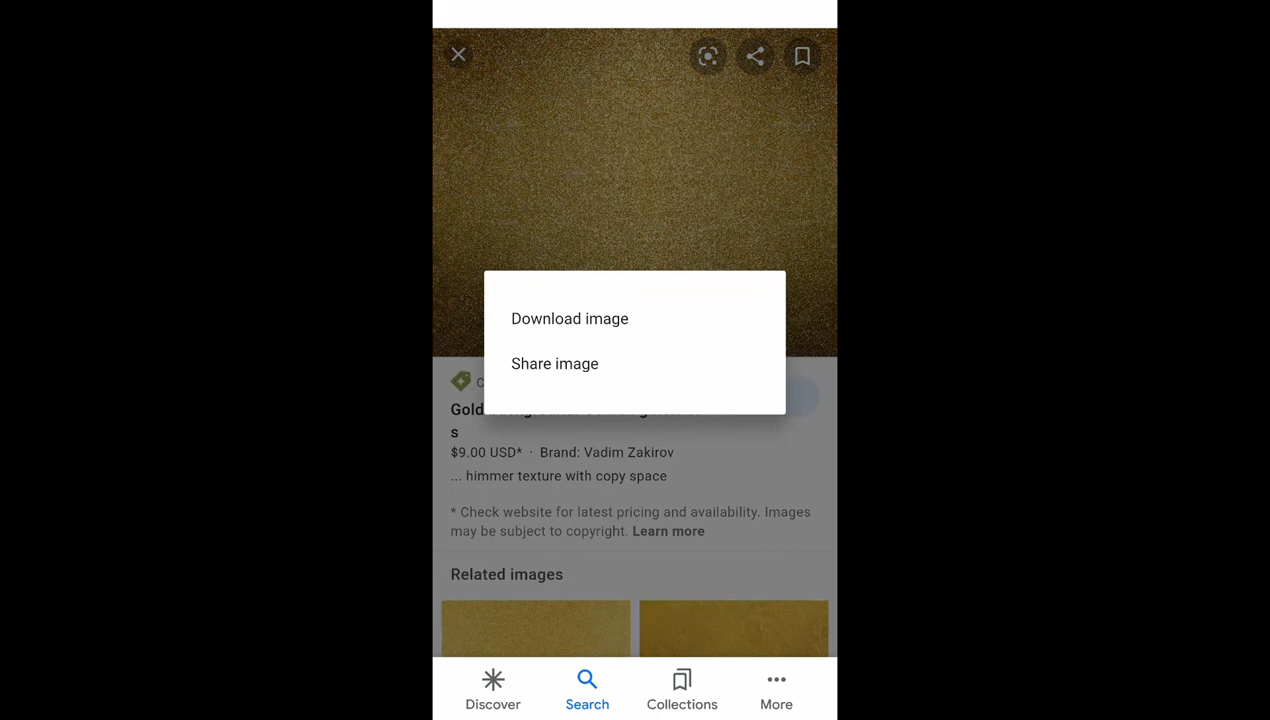 Download image
Share image
Gold
s
$9.00 USD* · Brand: Vadim Zakirov
... himmer texture with copy space
* Check website for latest pricing and availability. Images
may be subject to copyright. Learn more
Related images
Discover
Search
Collections
More